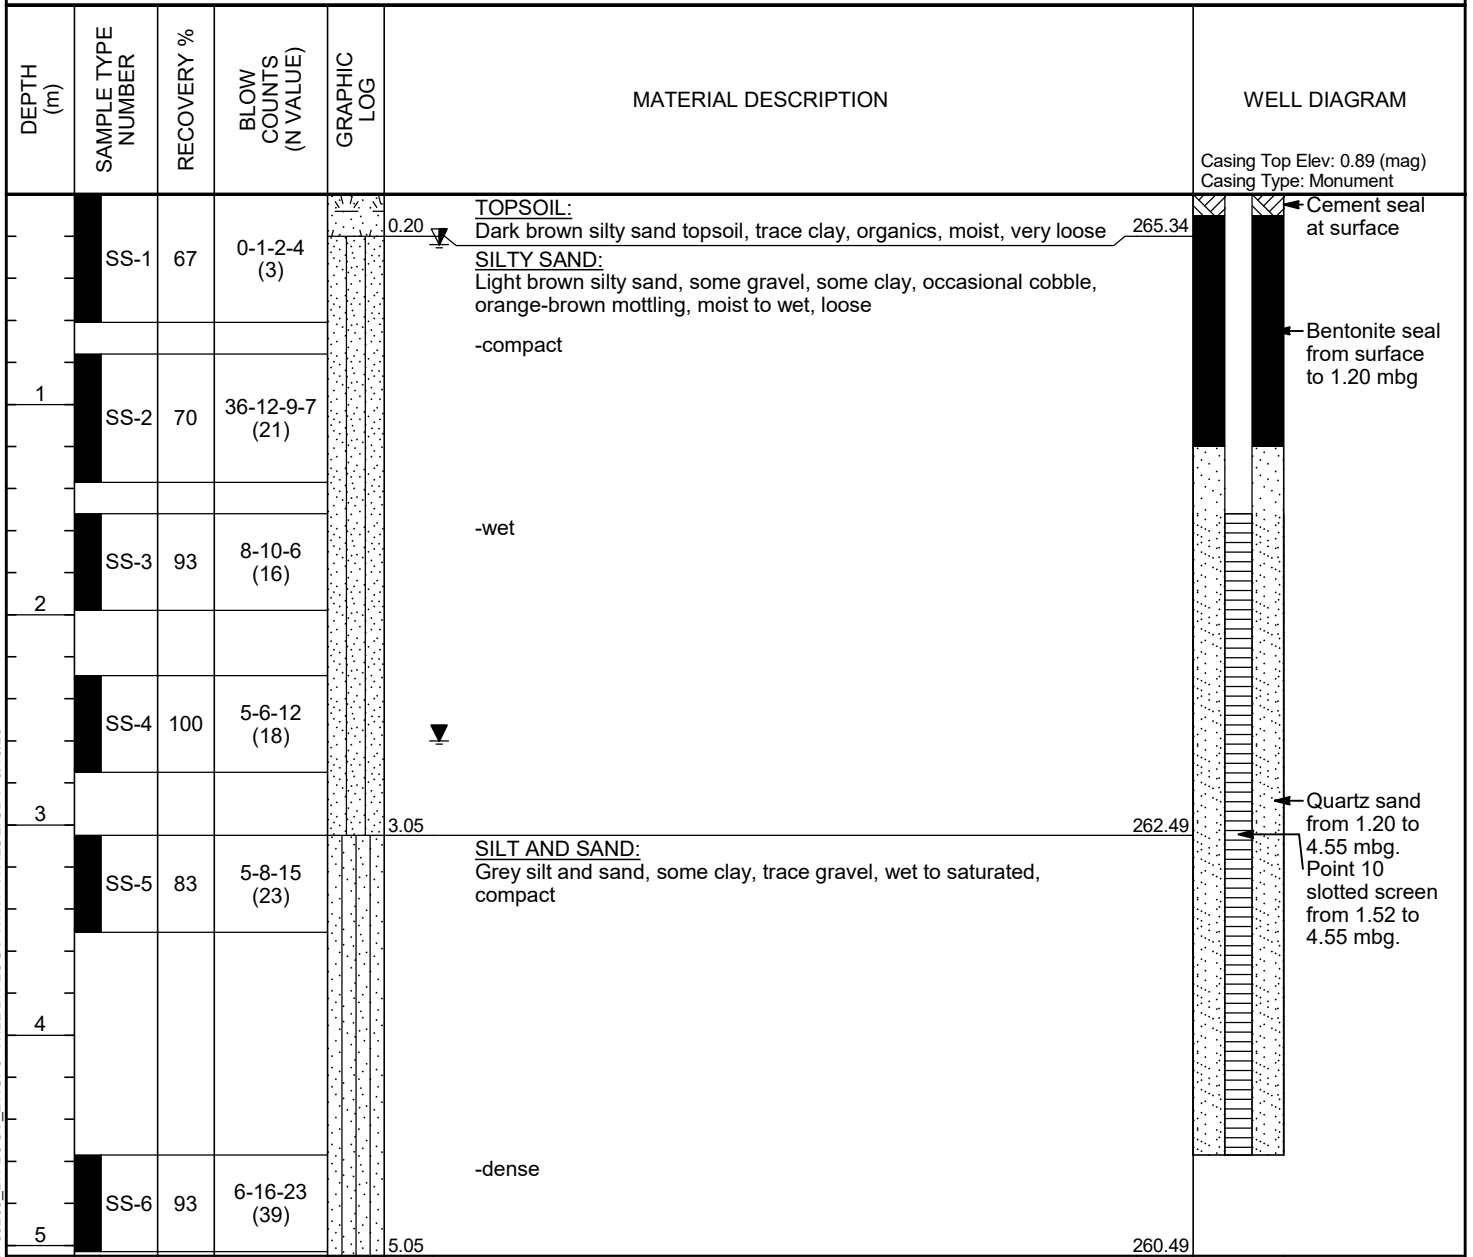 DEPTH
(m)
SAMPLE TYPE
NUMBER
RECOVERY %
BLOW
COUNTS
(N VALUE)
GRAPHIC
LOG
MATERIAL DESCRIPTION
WELL DIAGRAM
Casing Top Elev: 0.89 (mag)
Casing Type: Monument
TOPSOIL:
0.20
Dark brown silty sand topsoil, trace clay, organics, moist, very loose
265.34
Cement seal
at surface
SS-1
67
0-1-2-4
(3)
SILTY SAND:
Light brown silty sand, some gravel, some clay, occasional cobble,
orange-brown mottling, moist to wet, loose
-compact
Bentonite seal
from surface
to 1.20 mbg
1
SS-2
70
36-12-9-7
(21)
-wet
SS-3
93
8-10-6
(16)
2
SS-4
100
5-6-12
(18)
3
3.05
262.49
Quartz sand
from 1.20 to
4.55 mbg.
Point 10
slotted screen
from 1.52 to
4.55 mbg.
SILT AND SAND:
Grey silt and sand, some clay, trace gravel, wet to saturated,
compact
SS-5
83
5-8-15
(23)
4
-dense
SS-6
93
6-16-23
(39)
5
5.05
260.49